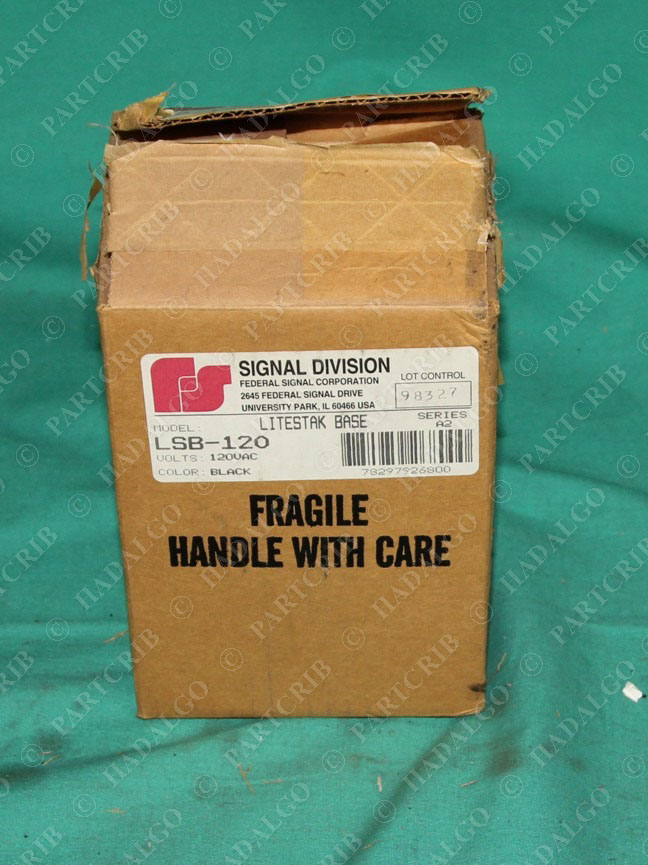 SIGNAL DIVISION
FEDERAL SIGNAL CORPORATION
2645 FEDERAL SIGNAL DRIVE
UNIVERSITY PARK, IL 60466 USA
LOT CONTROL
98327
MODEL:
LITESTAK BASE
SERIES
A2
LSB-120
VOLTS: 120VAC
COLOR: BLACK
78297926800
FRAGILE
HANDLE WITH CARE
© PARTCRIB
© HADALGO